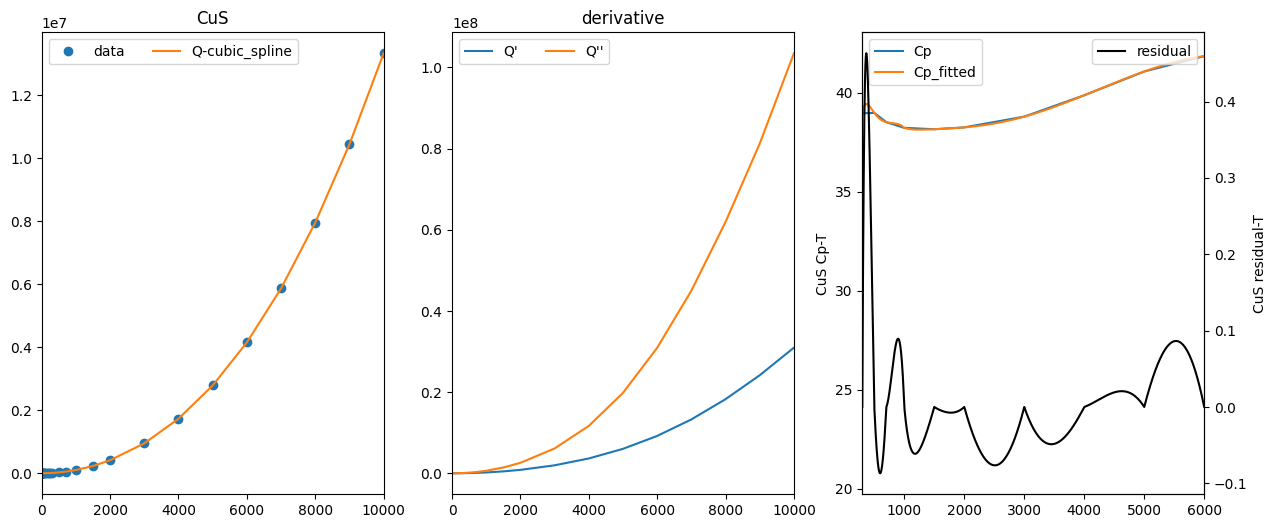 CuS
1e7
data
Q-cubic_spline
1.2
1.0
0.8
0.6
0.4
0.2
0.0
0 2000 4000 6000 8000 10000
derivative
1e8
Q'
Q''
1.0
0.8
0.6
0.4
0.2
0.0
0 2000 4000 6000 8000 10000
Cp
Cp_fitted
residual
40
35
30
25
20
CuS Cp-T
0.4
0.3
0.2
0.1
0.0
−0.1
CuS residual-T
1000 2000 3000 4000 5000 6000